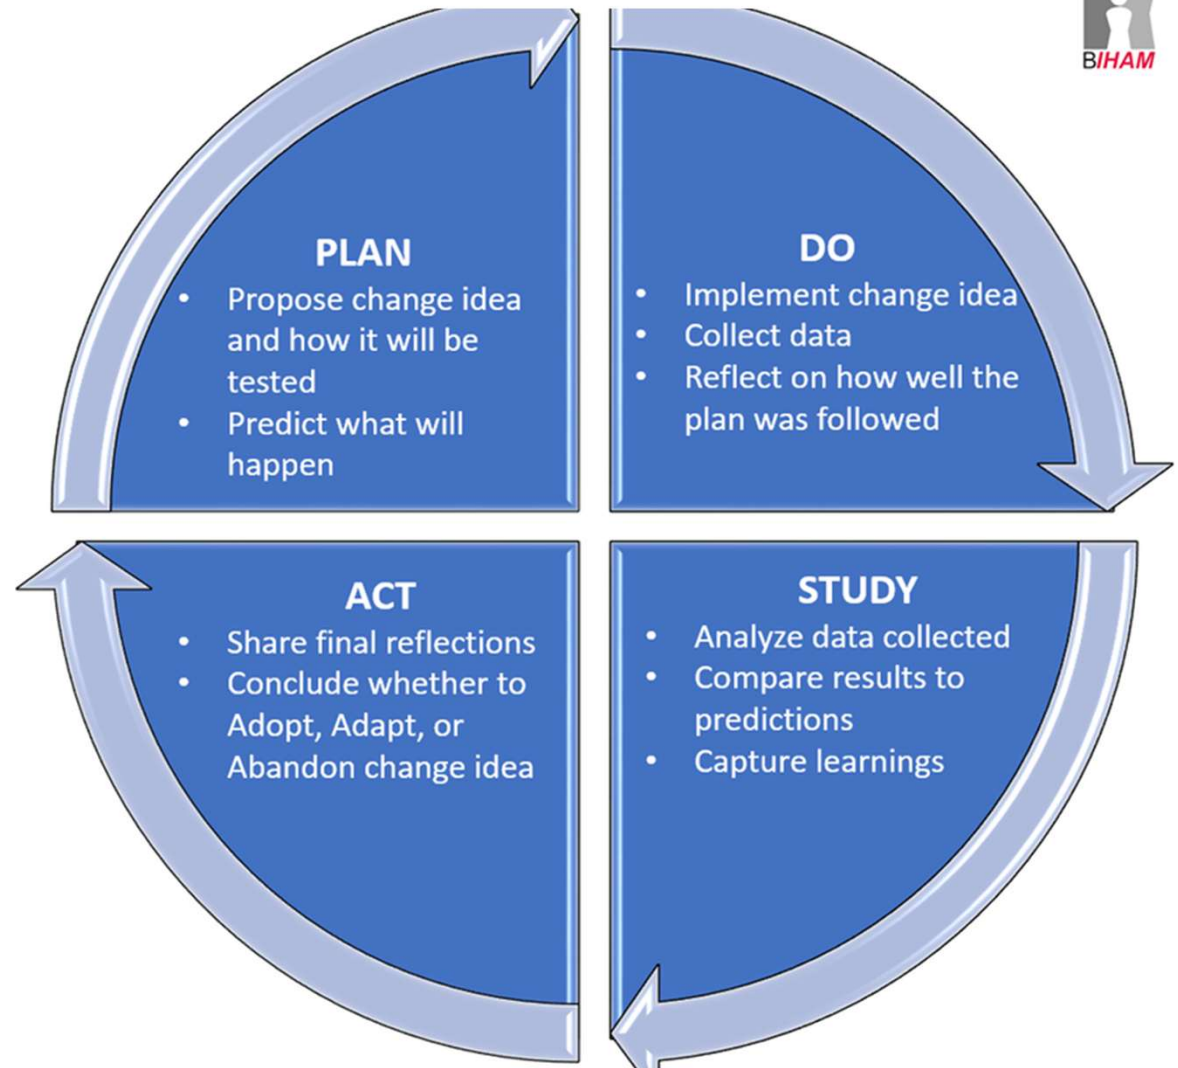 BIHAM
PLAN
• Propose change idea
and how it will be
tested
• Predict what will
happen
DO
• Implement change idea
• Collect data
• Reflect on how well the
plan was followed
STUDY
• Analyze data collected
• Compare results to
predictions
• Capture learnings
ACT
• Share final reflections
• Conclude whether to
Adopt, Adapt, or
Abandon change idea